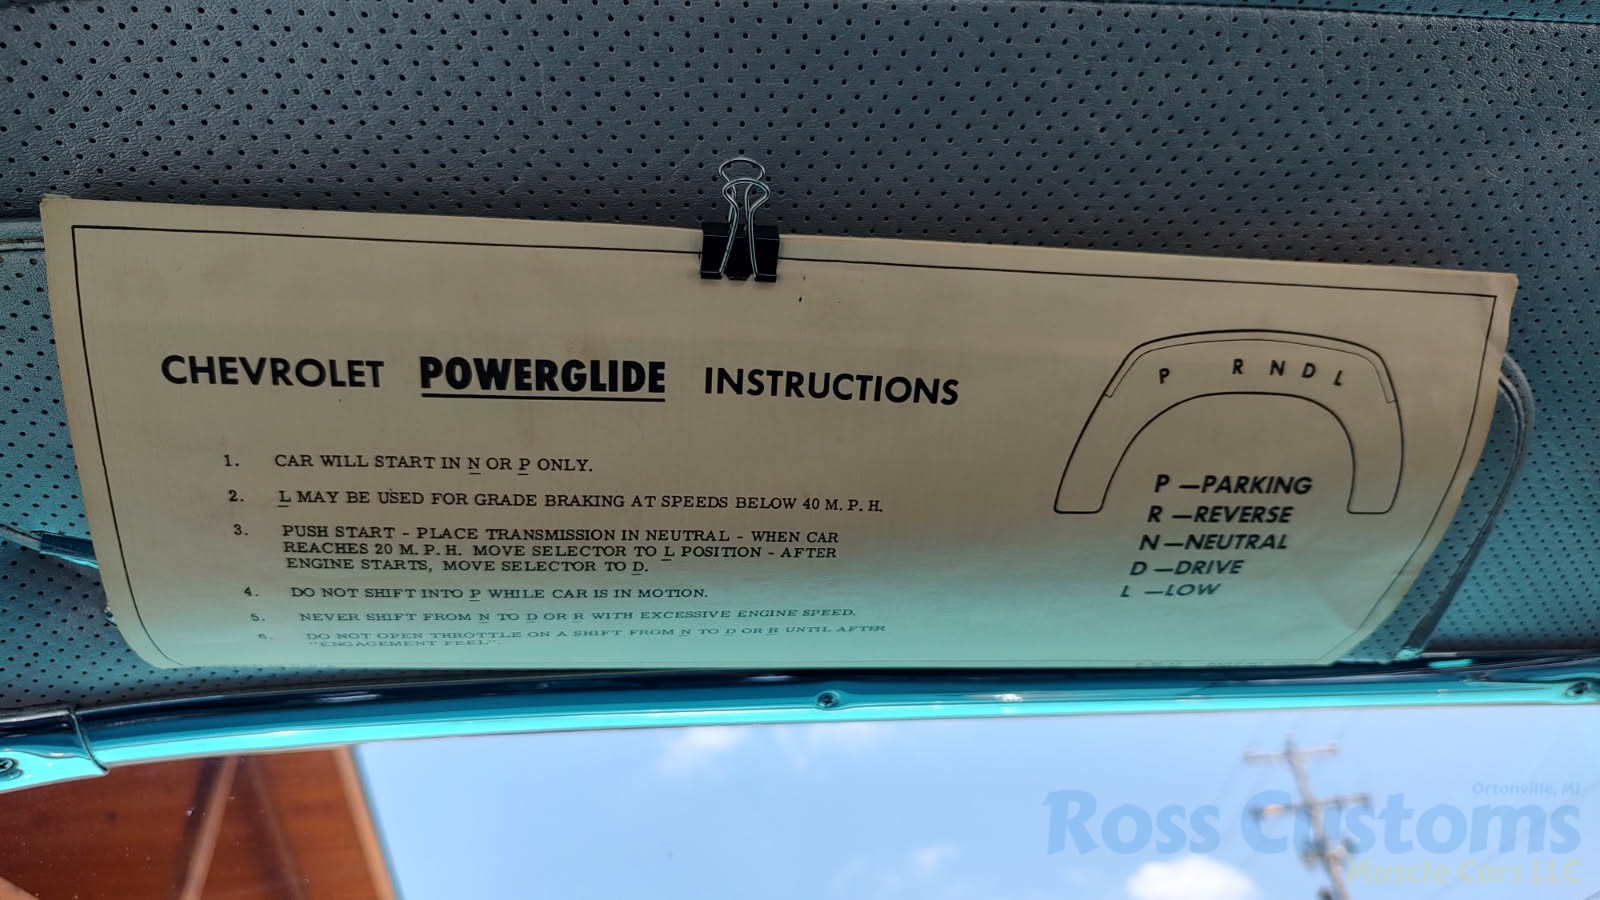 CHEVROLET POWERGLIDE INSTRUCTIONS
1. CAR WILL START IN N OR P ONLY.
2. L MAY BE USED FOR GRADE BRAKING AT SPEEDS BELOW 40 M. P. H.
3. PUSH START - PLACE TRANSMISSION IN NEUTRAL - WHEN CAR
REACHES 20 M. P. H. MOVE SELECTOR TO L POSITION - AFTER
ENGINE STARTS, MOVE SELECTOR TO D.
4. DO NOT SHIFT INTO P WHILE CAR IS IN MOTION.
5. NEVER SHIFT FROM N TO D OR R WITH EXCESSIVE ENGINE SPEED.
6. DO NOT OPEN THROTTLE ON A SHIFT FROM N TO D OR R UNTIL AFTER
"ENGAGEMENT FEEL".
P R N D L
P —PARKING
R —REVERSE
N —NEUTRAL
D —DRIVE
L —LOW
Ortonville, MI
Ross Customs
Muscle Cars LLC